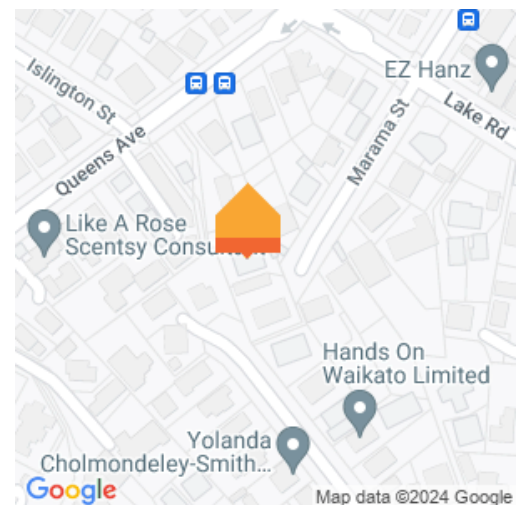 Islington St
Queens Ave
EZ Hanz
Lake Rd
Marama St
Like A Rose
Scentsy
Hands On
Waikato Limited
Yolanda
Cholmondeley-Smith...
Google
Map data ©2024 Google